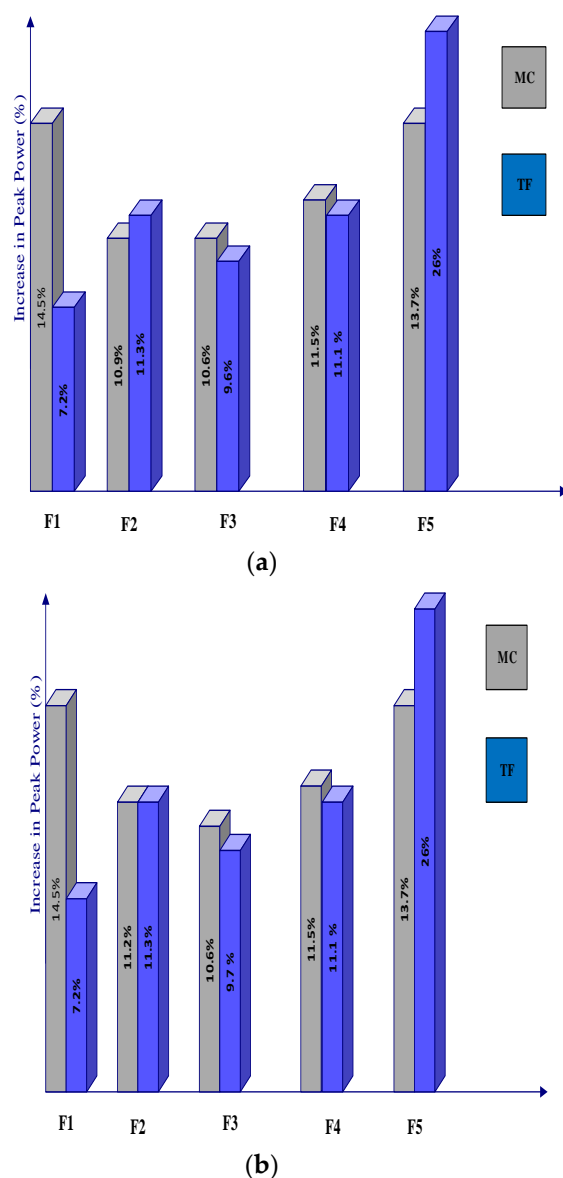 Increase in Peak Power (%)
MC
TF
14.5%
7.2%
10.9%
11.3%
10.6%
9.6%
11.5%
11.1 %
13.7%
26%
F1
F2
F3
F4
F5
(a)
Increase in Peak Power (%)
MC
TF
14.5%
7.2%
11.2%
11.3%
10.6%
9.7 %
11.5%
11.1 %
13.7%
26%
F1
F2
F3
F4
F5
(b)